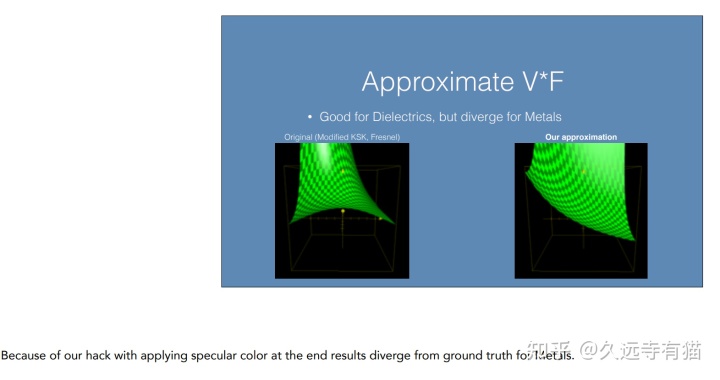 Approximate V*F
• Good for Dielectrics, but diverge for Metals
Original (Modified KSK, Fresnel)
Our approximation
Because of our hack with applying specular color at the end results diverge from ground truth for Metals.
知乎 @久远寺有猫